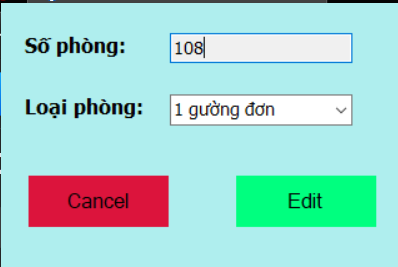 Số phòng:
108
Loại phòng:
1 gường đơn
Cancel
Edit